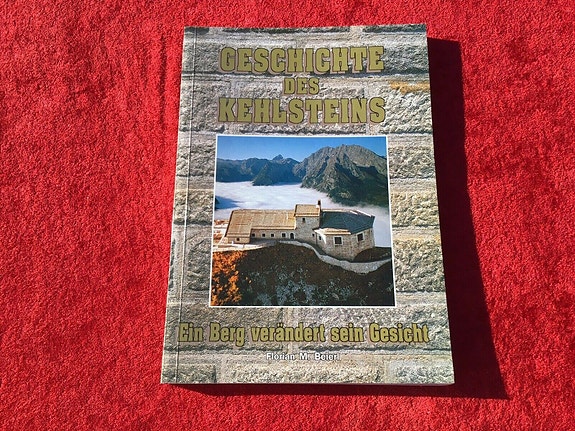 GESCHICHTE
DES
KEHLSTEINS
Ein Berg verändert sein Gesicht
Florian M. Beierl